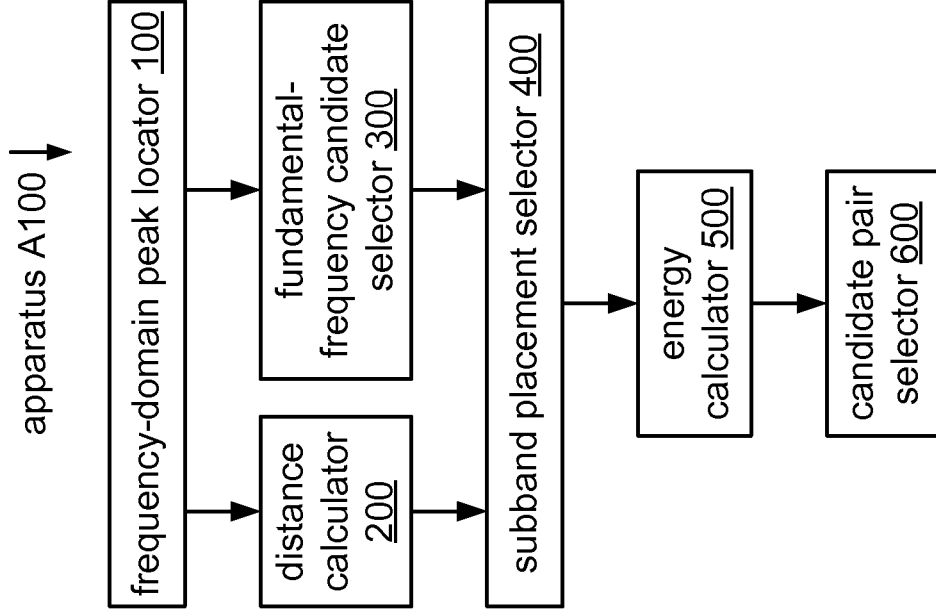 apparatus A100
frequency-domain peak locator 100
distance
calculator
200
fundamental-
frequency candidate
selector 300
subband placement selector 400
energy
calculator 500
candidate pair
selector 600